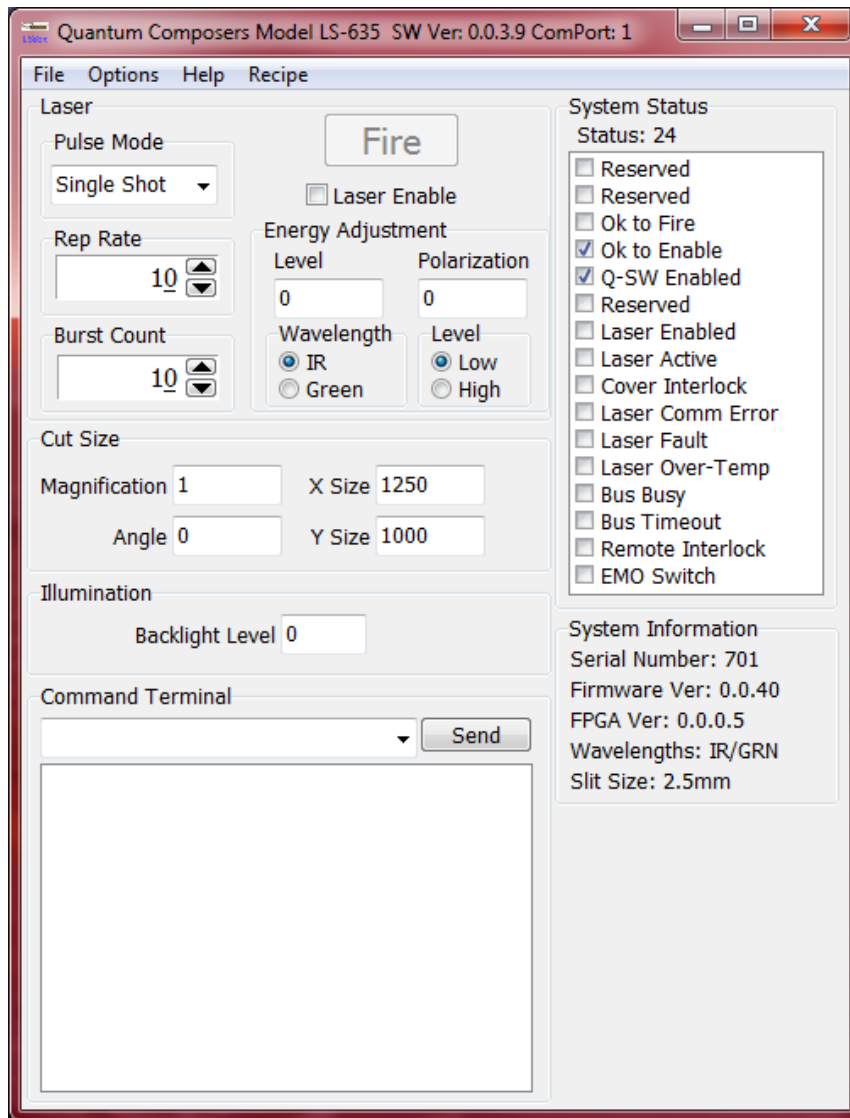 Quantum Composers Model LS-635 SW Ver: 0.0.3.9 ComPort: 1
File Options Help Recipe
Laser
Pulse Mode
Single Shot
Fire
Laser Enable
Rep Rate
10
Burst Count
10
Energy Adjustment
Level Polarization
0 0
Wavelength
IR
Green
Level
Low
High
Cut Size
Magnification 1 X Size 1250
Angle 0 Y Size 1000
Illumination
Backlight Level 0
Command Terminal
Send
System Status
Status: 24
Reserved
Reserved
Ok to Fire
Ok to Enable
Q-SW Enabled
Reserved
Laser Enabled
Laser Active
Cover Interlock
Laser Comm Error
Laser Fault
Laser Over-Temp
Bus Busy
Bus Timeout
Remote Interlock
EMO Switch
System Information
Serial Number: 701
Firmware Ver: 0.0.40
FPGA Ver: 0.0.0.5
Wavelengths: IR/GRN
Slit Size: 2.5mm